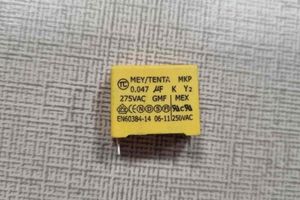 MEY/TENTA MKP
0.047 µF K Y2
275VAC GMF MEX
EN60384-14 06-11 250VAC